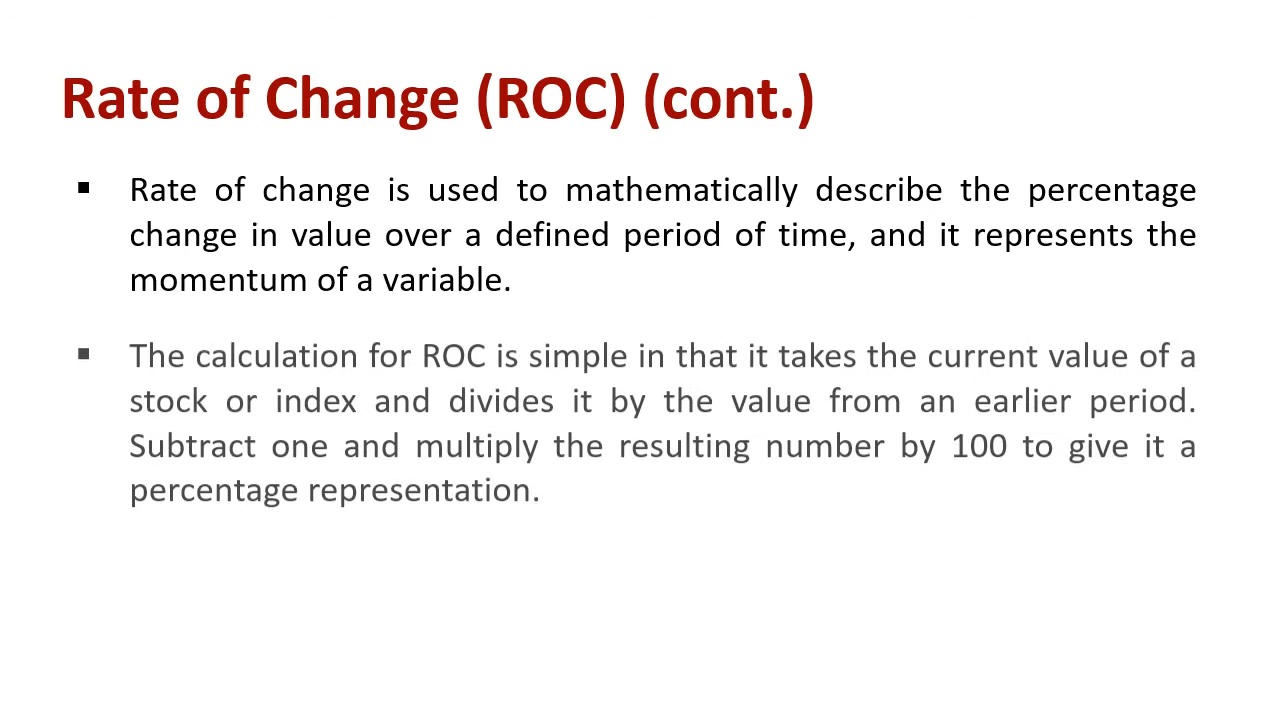 Rate of Change (ROC) (cont.)
▪ Rate of change is used to mathematically describe the percentage
change in value over a defined period of time, and it represents the
momentum of a variable.
▪ The calculation for ROC is simple in that it takes the current value of a
stock or index and divides it by the value from an earlier period.
Subtract one and multiply the resulting number by 100 to give it a
percentage representation.